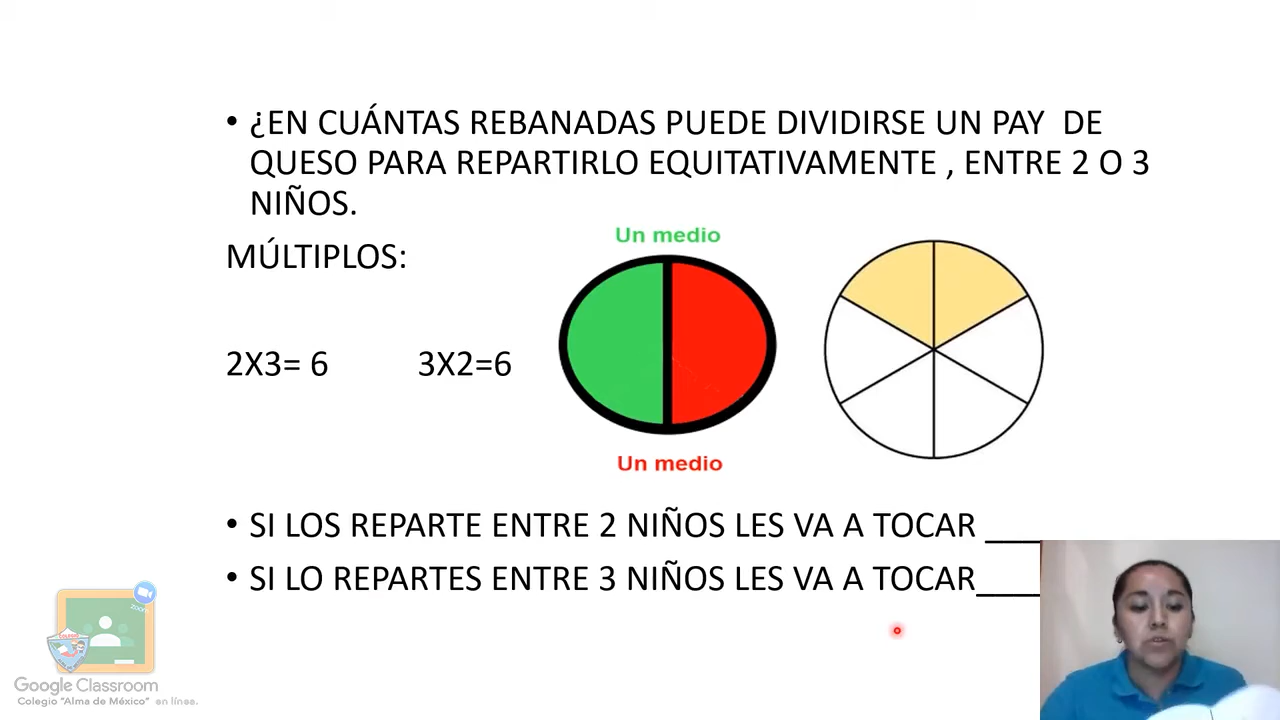 • ¿EN CUÁNTAS REBANADAS PUEDE DIVIDIRSE UN PAY  DE
QUESO PARA REPARTIRLO EQUITATIVAMENTE , ENTRE 2 O 3
NIÑOS.
MÚLTIPLOS:
Un medio
2X3= 6
3X2=6
Un medio
• SI LOS REPARTE ENTRE 2 NIÑOS LES VA A TOCAR ____
• SI LO REPARTES ENTRE 3 NIÑOS LES VA A TOCAR____
zoom
COLEGIO
Google Classroom
Colegio "Alma de México" en línea.